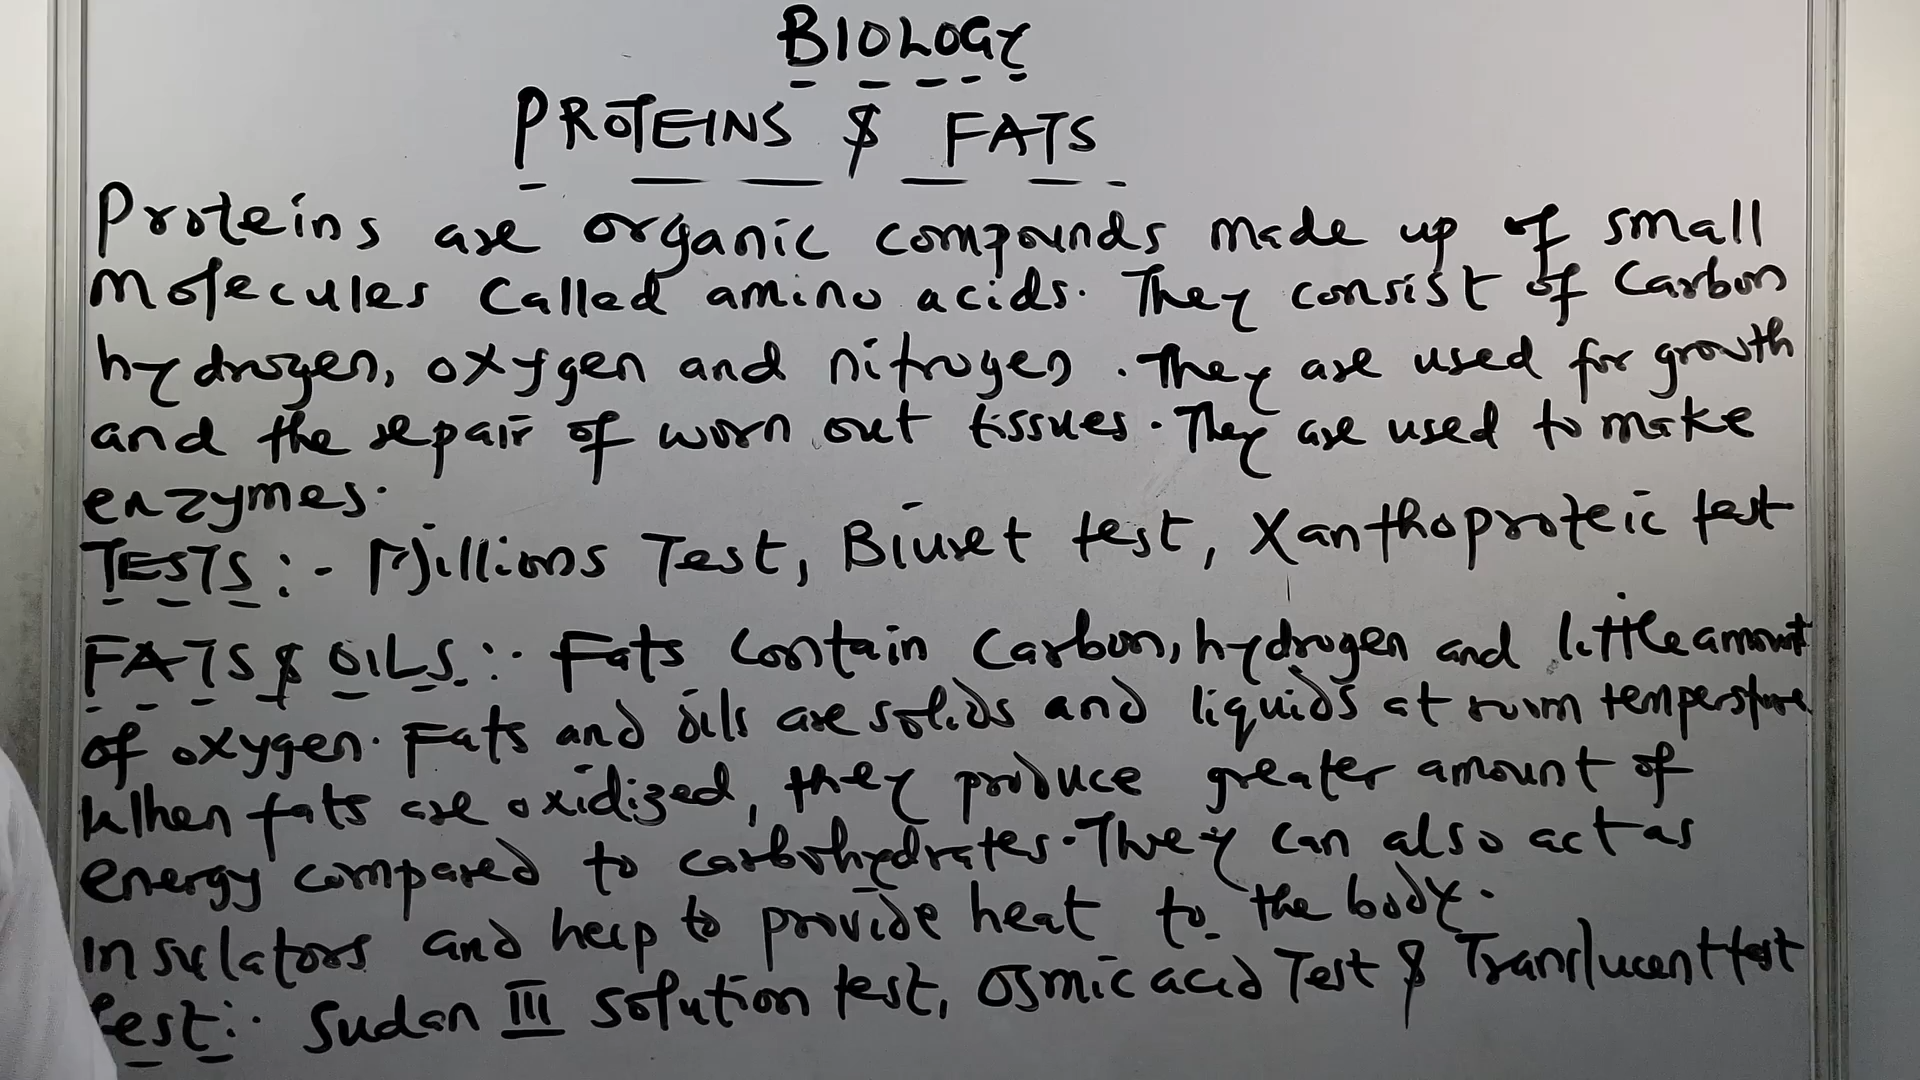 BIOLOGY
PROTEINS & FATS
Proteins are organic compounds made up of small
molecules called amino acids. They consist of Carbon
hydrogen, oxygen and nitrogen. They are used for growth
and the repair of worn out tissues. They are used to make
enzymes.
TESTS:- Millions Test, Biuret test, Xanthoproteic test
FATS & OILS:- Fats contain Carbon, hydrogen and little amount
of oxygen. Fats and oils are solids and liquids at room temperature
When fats are oxidized, they produce greater amount of
energy compared to carbohydrates. They can also act as
insulators and help to provide heat to the body.
Test:- Sudan III solution test, Osmic acid Test & Translucent test